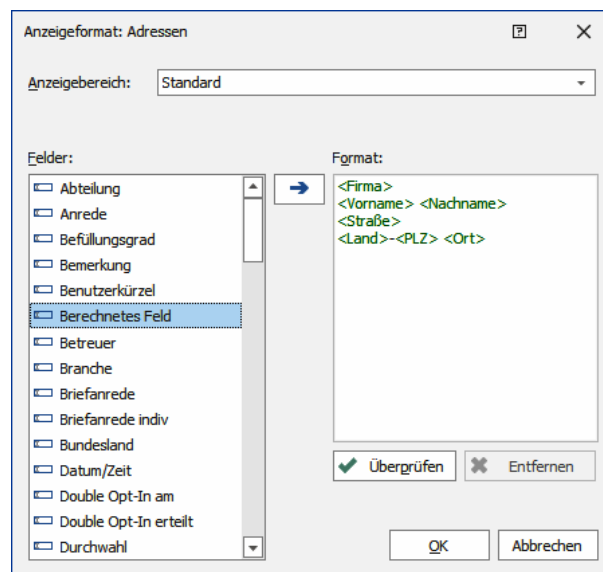 Anzeigeformat: Adressen
Anzeigebereich: Standard
Felder:
Format:
Abteilung
Anrede
Befüllungsgrad
Bemerkung
Benutzerkürzel
Berechnetes Feld
Betreuer
Branche
Briefanrede
Briefanrede indiv
Bundesland
Datum/Zeit
Double Opt-In am
Double Opt-In erteilt
Durchwahl
<Firma>
<Vorname> <Nachname>
<Straße>
<Land>-<PLZ> <Ort>
Überprüfen
Entfernen
OK
Abbrechen